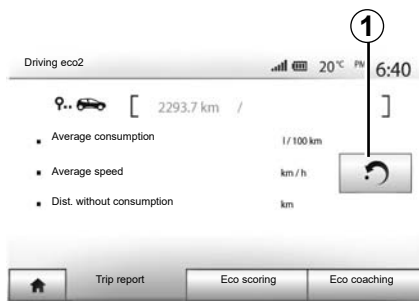 1
Driving eco2 20°C PM 6:40
?.. [ 2293.7 km / ]
Average consumption l / 100 km
Average speed km / h
Dist. without consumption km
Trip report Eco scoring Eco coaching